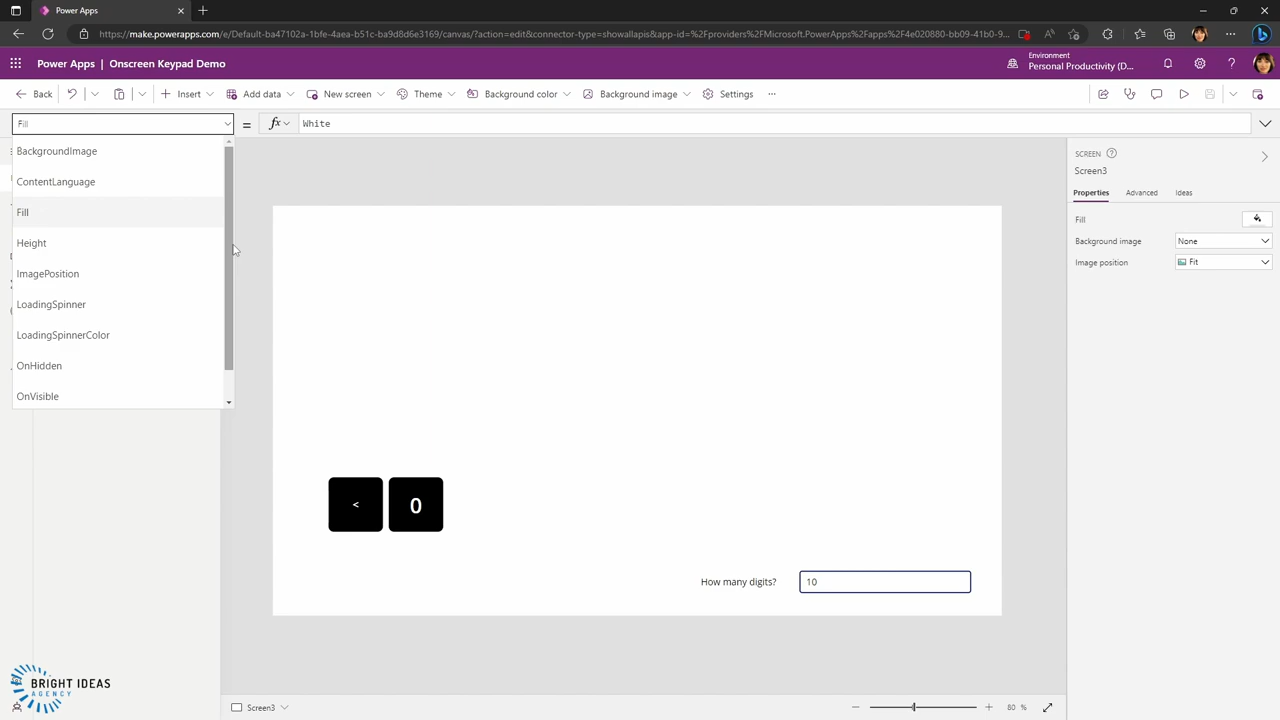 Power Apps
https://make.powerapps.com/e/Default-ba47102a-1bfe-4aea-b51c-ba9d8d6e3169/canvas/?action=edit&connector-type=showallapis&app-id=%2Fproviders%2FMicrosoft.PowerApps%2Fapps%2F4e020880-bb09-41b0-9...
Power Apps | Onscreen Keypad Demo
Environment
Personal Productivity (D...
Back
Insert
Add data
New screen
Theme
Background color
Background image
Settings
Fill
= fx White
BackgroundImage
ContentLanguage
Fill
Height
ImagePosition
LoadingSpinner
LoadingSpinnerColor
OnHidden
OnVisible
< 0
How many digits? 10
SCREEN
Screen3
Properties Advanced Ideas
Fill
Background image None
Image position Fit
BRIGHT IDEAS
AGENCY
Screen3
80 %